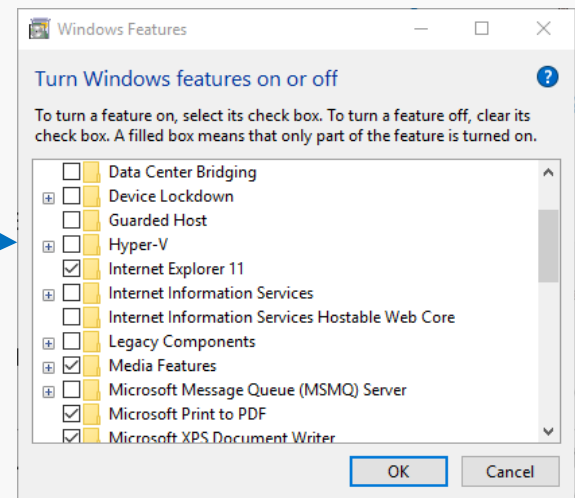 Windows Features
Turn Windows features on or off
To turn a feature on, select its check box. To turn a feature off, clear its
check box. A filled box means that only part of the feature is turned on.
Data Center Bridging
Device Lockdown
Guarded Host
Hyper-V
Internet Explorer 11
Internet Information Services
Internet Information Services Hostable Web Core
Legacy Components
Media Features
Microsoft Message Queue (MSMQ) Server
Microsoft Print to PDF
Microsoft XPS Document Writer
OK
Cancel